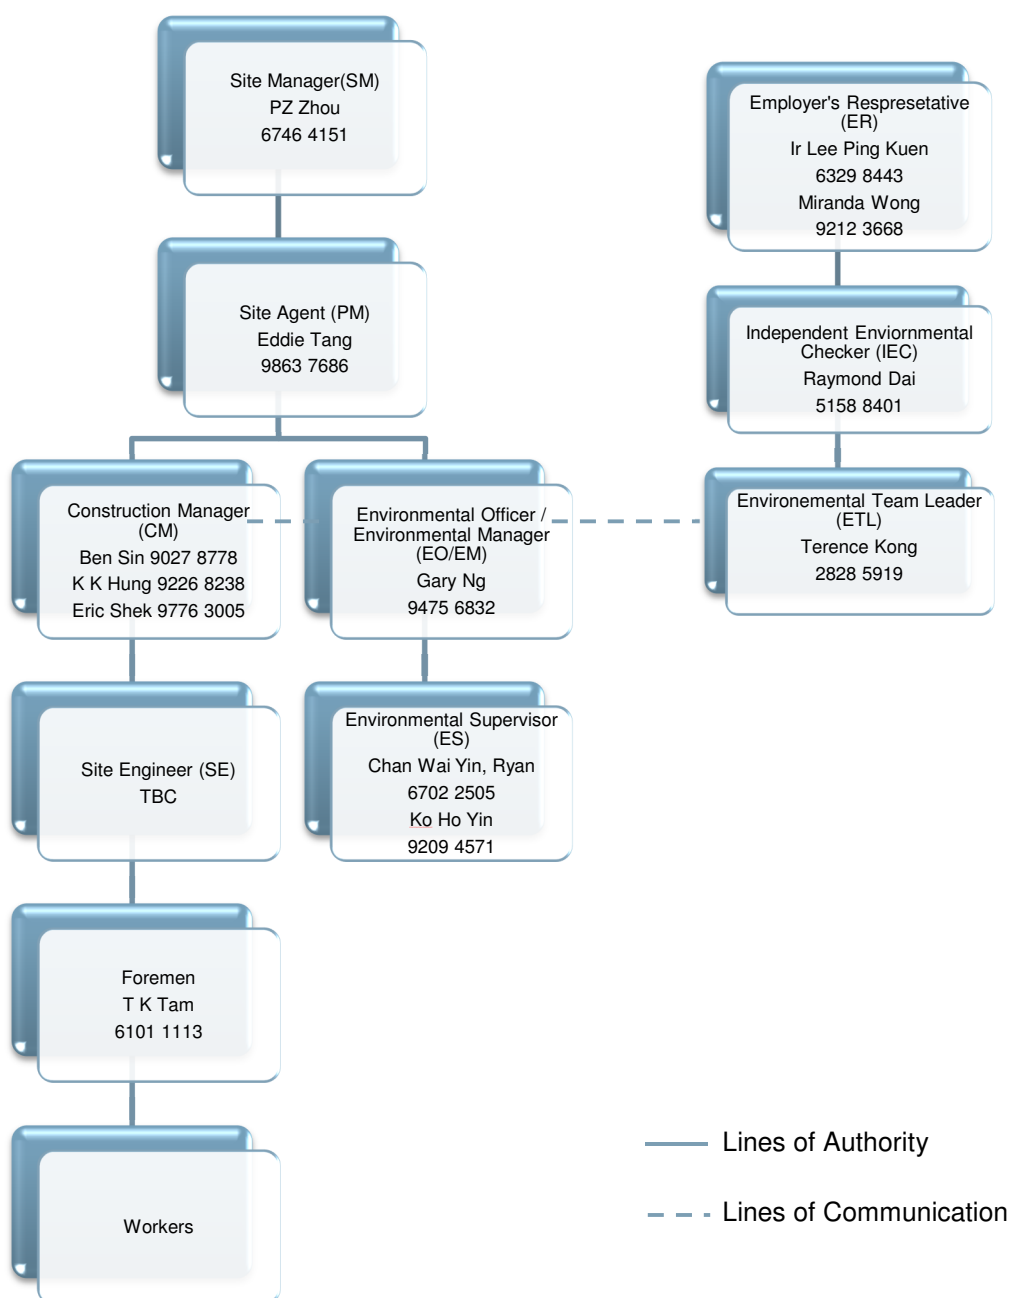 Site Manager(SM)
PZ Zhou
6746 4151
Employer's Respresetative
(ER)
Ir Lee Ping Kuen
6329 8443
Miranda Wong
9212 3668
Site Agent (PM)
Eddie Tang
9863 7686
Independent Enviornmental
Checker (IEC)
Raymond Dai
5158 8401
Construction Manager
(CM)
Ben Sin 9027 8778
K K Hung 9226 8238
Eric Shek 9776 3005
Environmental Officer /
Environmental Manager
(EO/EM)
Gary Ng
9475 6832
Environemental Team Leader
(ETL)
Terence Kong
2828 5919
Site Engineer (SE)
TBC
Environmental Supervisor
(ES)
Chan Wai Yin, Ryan
6702 2505
Ko Ho Yin
9209 4571
Foremen
T K Tam
6101 1113
Workers
Lines of Authority
Lines of Communication